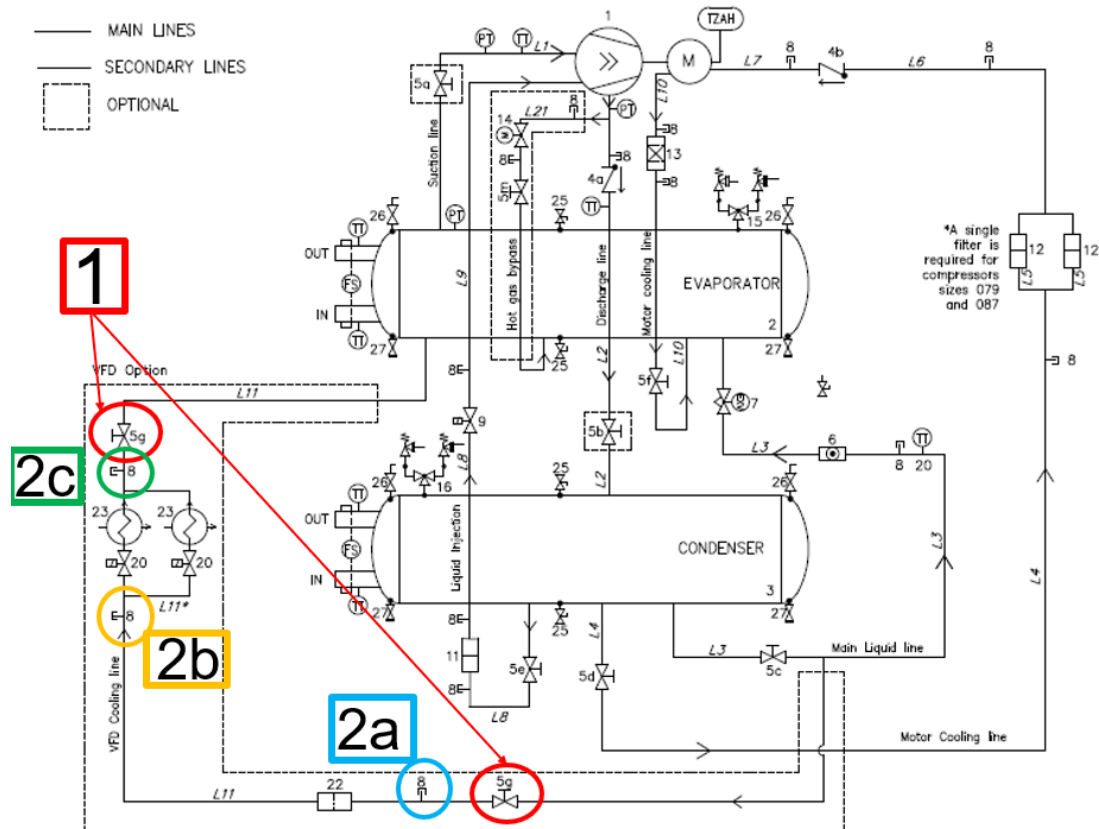 MAIN LINES
SECONDARY LINES
OPTIONAL
1
TZAH
PT
TT
L1
M
L7
8
4b
L6
8
5a
L10
8
L21
14
M
PT
8
13
8
8
Suction line
8
5m
4a
TT
25
15
26
26
TT
PT
OUT
FS
IN
TT
L9
Hot gas bypass
Discharge line
Motor cooling line
EVAPORATOR
2
*A single
filter is
required for
compressors
sizes 079
and 087
12
12
L5
L5
1
27
27
VFD Option
L11
8
25
L2
5f
L10
7
8
5g
9
5b
L3
6
8
TT
20
2c
8
L8
L2
16
25
26
26
23
23
TT
OUT
FS
IN
TT
Liquid Injection
CONDENSER
3
L3
L4
20
20
L11*
8
27
27
25
2b
8
11
8
5e
L4
5d
L3
5c
Main Liquid line
L8
VFD Cooling line
2a
Motor Cooling line
8
5g
L11
22